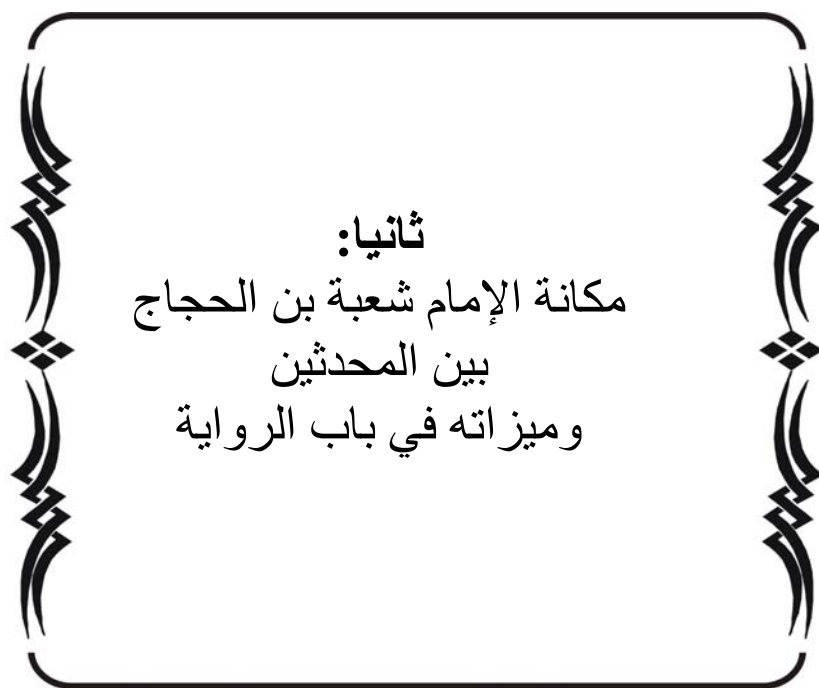 ثانيا:
مكانة الإمام شعبة بن الحجاج
بين المحدثين
وميزاته في باب الرواية